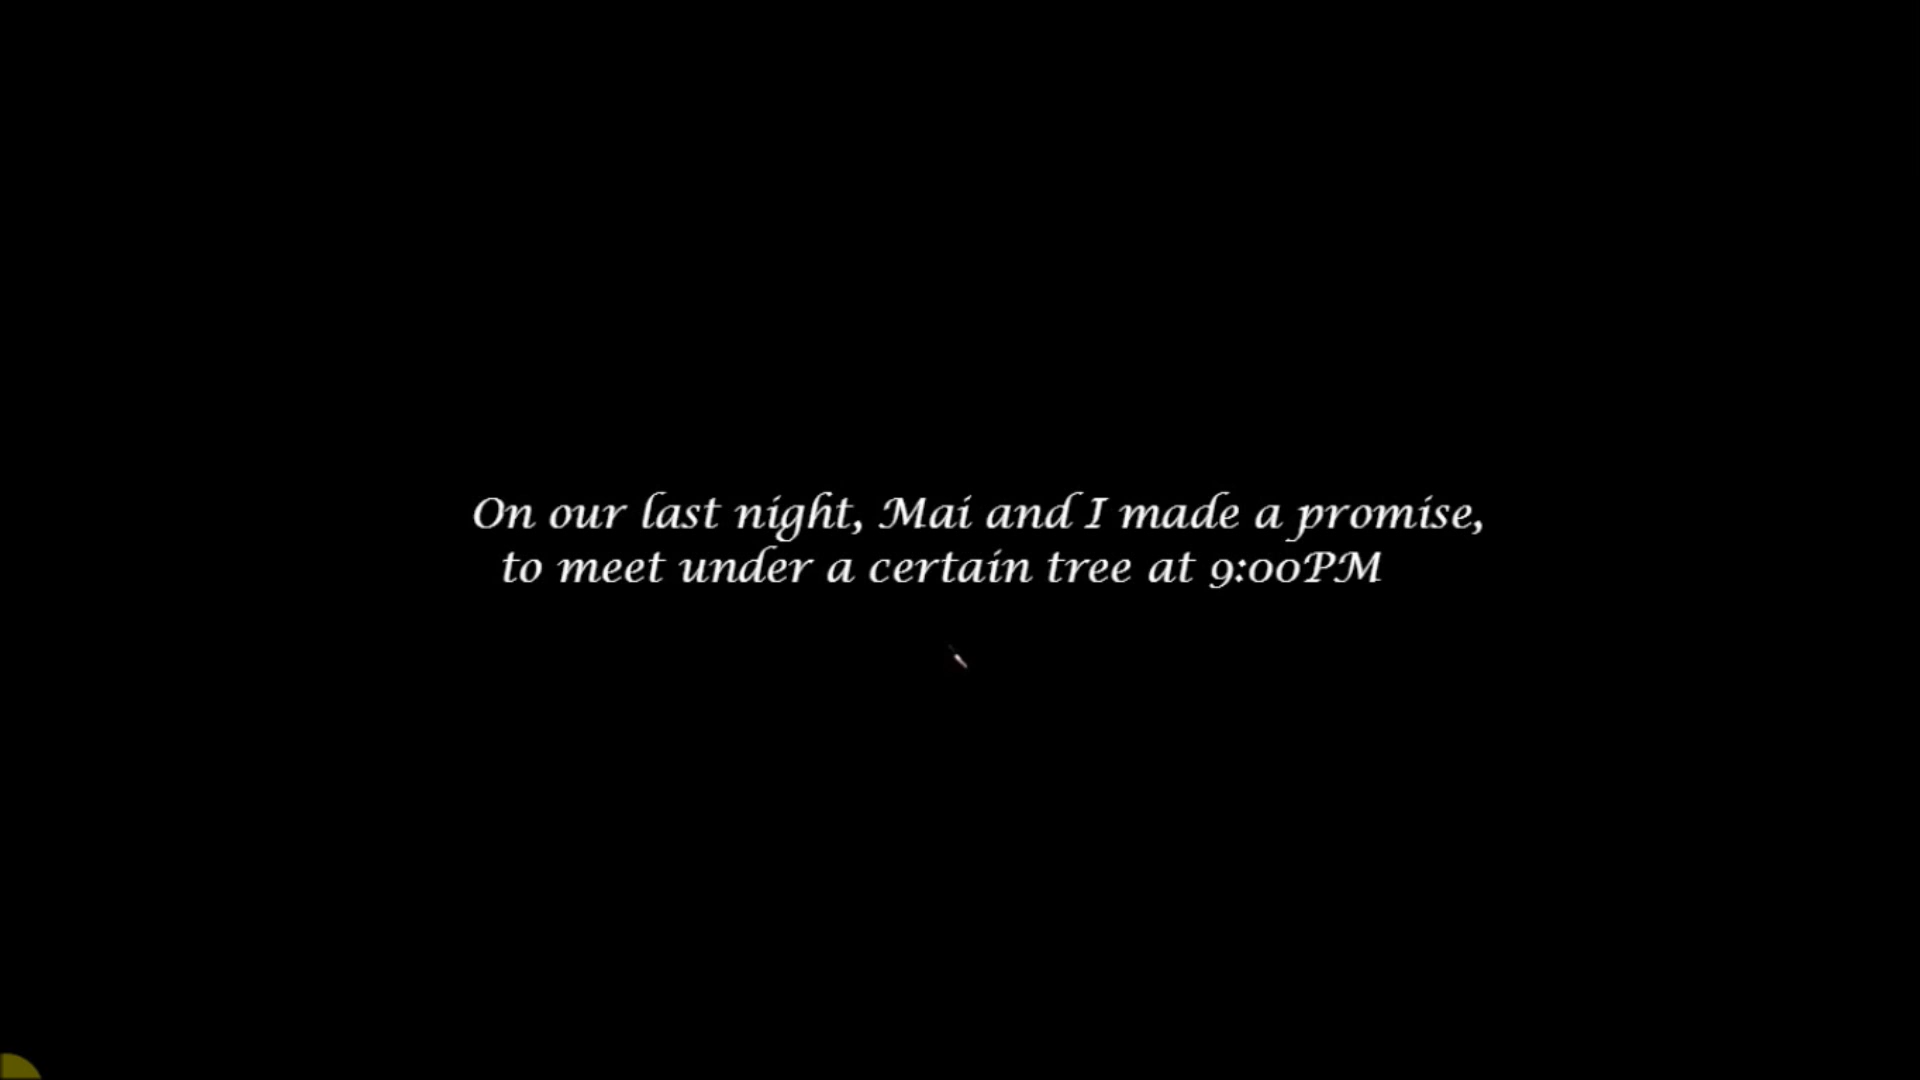 On our last night, Mai and I made a promise,
to meet under a certain tree at 9:00PM